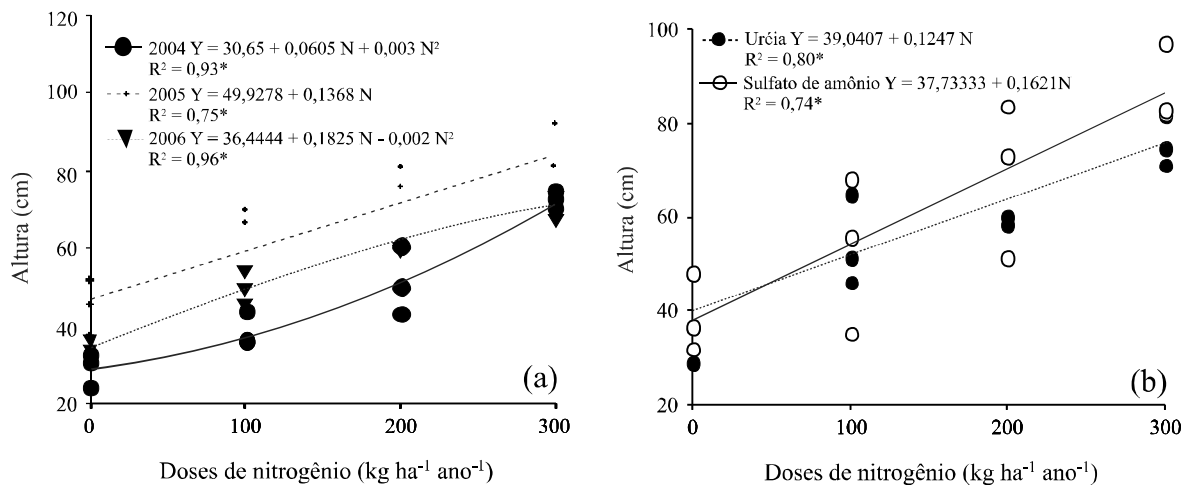 120
100
80
60
40
20
Altura (cm)
2004 Y = 30,65 + 0,0605 N + 0,003 N²
R² = 0,93*
2005 Y = 49,9278 + 0,1368 N
R² = 0,75*
2006 Y = 36,4444 + 0,1825 N - 0,002 N²
R² = 0,96*
(a)
0 100 200 300
Doses de nitrogênio (kg ha⁻¹ ano⁻¹)
100
80
60
40
20
Altura (cm)
Uréia Y = 39,0407 + 0,1247 N
R² = 0,80*
Sulfato de amônio Y = 37,73333 + 0,1621N
R² = 0,74*
(b)
0 100 200 300
Doses de nitrogênio (kg ha⁻¹ ano⁻¹)